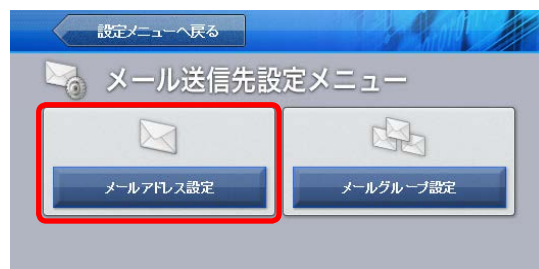 設定メニューへ戻る
メール送信先設定メニュー
メールアドレス設定
メールグループ設定